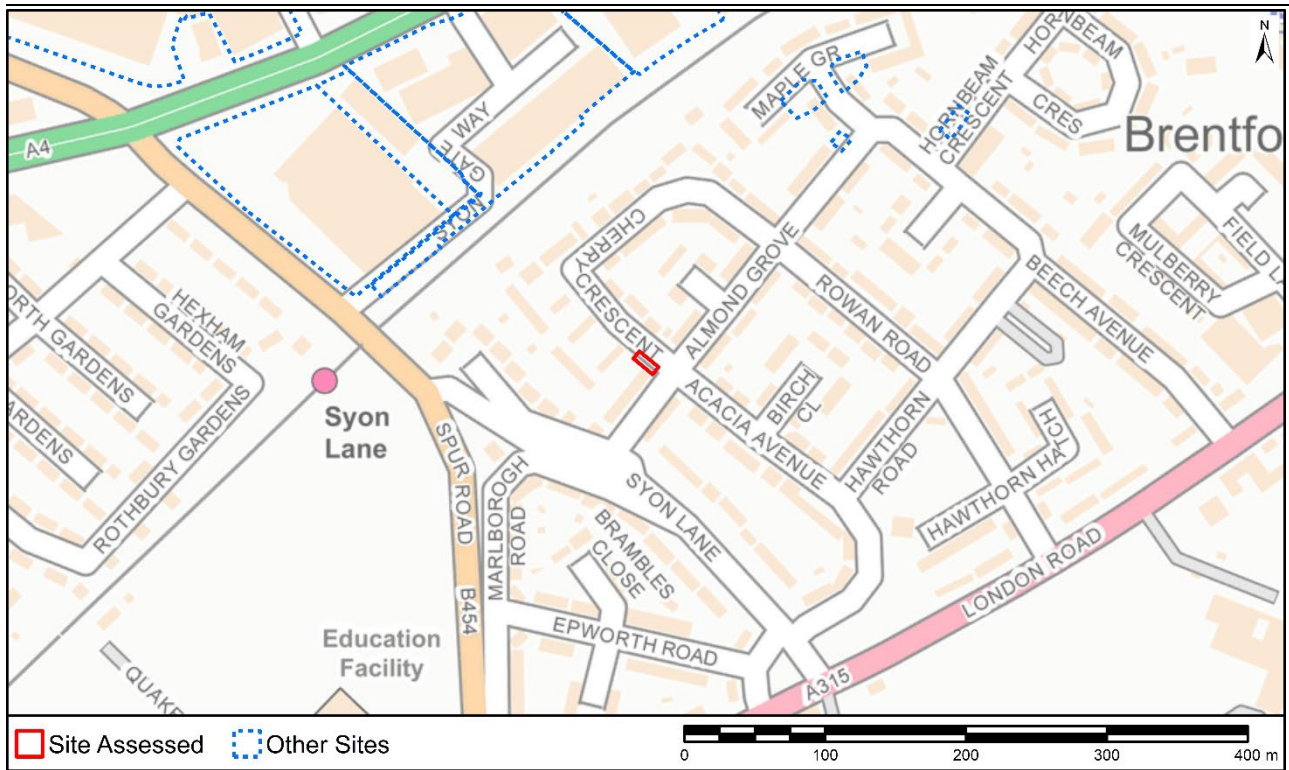 N
HORNBEAM
CRES
MAPLE GR
HORNBEAM
CRESCENT
Brentfo
A4
GATE WAY
SYON
CHERRY
CRESCENT
ALMOND GROVE
ROWAN ROAD
BEECH AVENUE
MULBERRY
CRESCENT
FIELD LA
HEXHAM
GARDENS
ORTH GARDENS
ARDENS
ROTHBURY GARDENS
Syon
Lane
SPUR ROAD
B454
MARLBOROGH
ROAD
ACACIA AVENUE
BIRCH
CL
HAWTHORN
ROAD
HAWTHORN HATCH
SYON LANE
BRAMBLES
CLOSE
EPWORTH ROAD
LONDON ROAD
A315
Education
Facility
QUAKE
Site Assessed
Other Sites
0 100 200 300 400 m